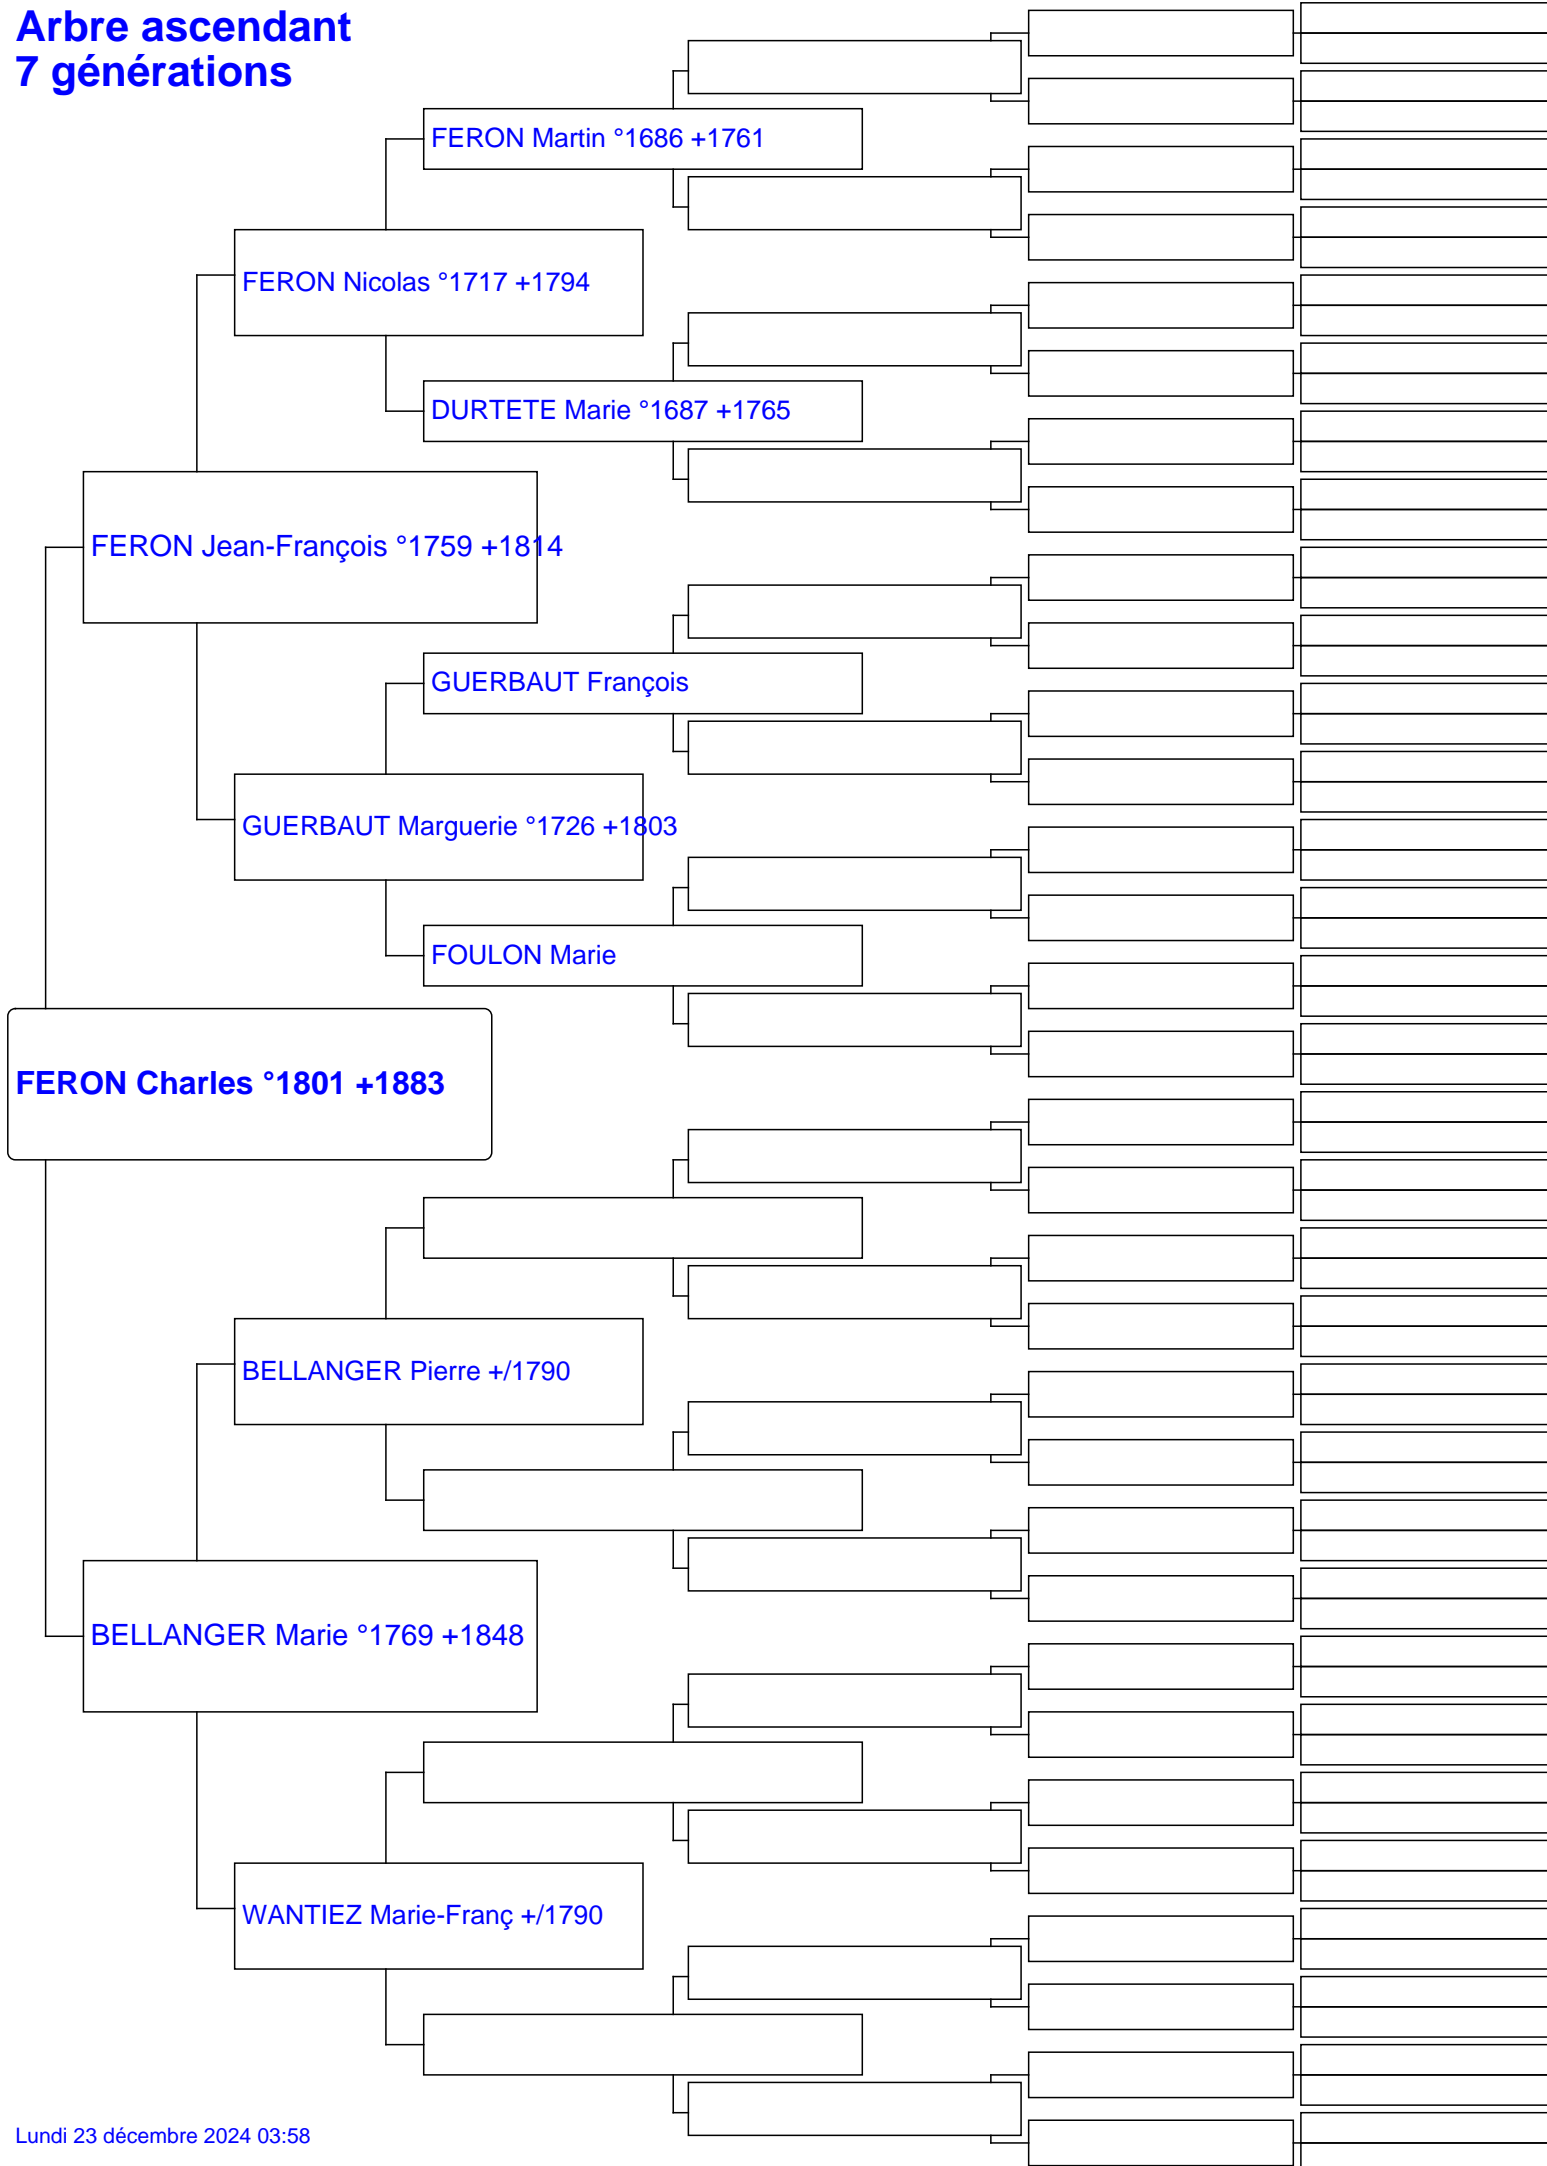 Arbre ascendant
7 générations
FERON Martin °1686 +1761
FERON Nicolas °1717 +1794
DURTETE Marie °1687 +1765
FERON Jean-François °1759 +1814
GUERBAUT François
GUERBAUT Marguerie °1726 +1803
FOULON Marie
FERON Charles °1801 +1883
BELLANGER Pierre +/1790
BELLANGER Marie °1769 +1848
WANTIEZ Marie-Franç +/1790
Lundi 23 décembre 2024 03:58